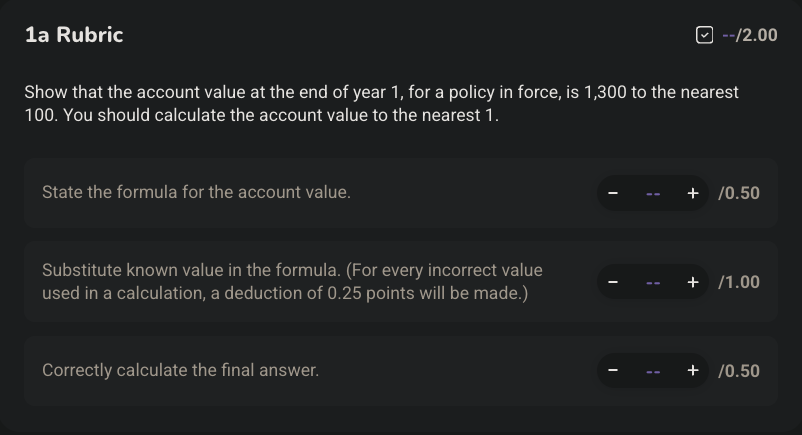 1a Rubric
--/2.00
Show that the account value at the end of year 1, for a policy in force, is 1,300 to the nearest
100. You should calculate the account value to the nearest 1.
State the formula for the account value.
− -- + /0.50
Substitute known value in the formula. (For every incorrect value
used in a calculation, a deduction of 0.25 points will be made.)
− -- + /1.00
Correctly calculate the final answer.
− -- + /0.50